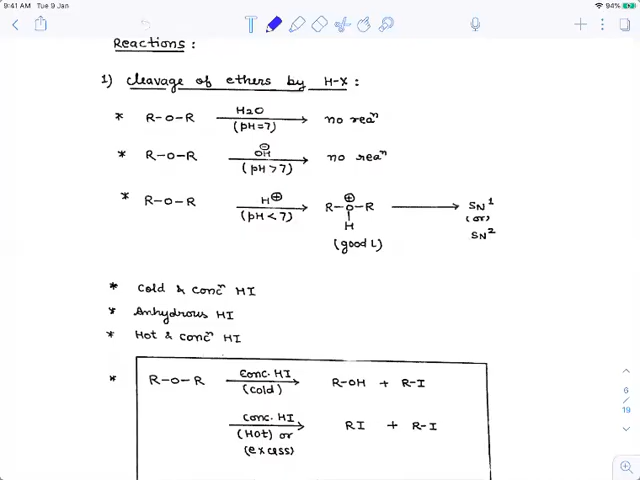 9:41 AM Tue 9 Jan
94%
Reactions :
1) Cleavage of ethers by H-X :
* R-O-R H2O (pH=7) no reaⁿ
* R-O-R ⊖OH (pH>7) no reaⁿ
* R-O-R H⊕ (pH<7) R-O⊕-R SN¹
H (or)
(good L) SN²
* Cold & concⁿ HI
* Anhydrous HI
* Hot & concⁿ HI
* R-O-R conc. HI (cold) R-OH + R-I
conc. HI (Hot) or (excess) RI + R-I
6
/
19